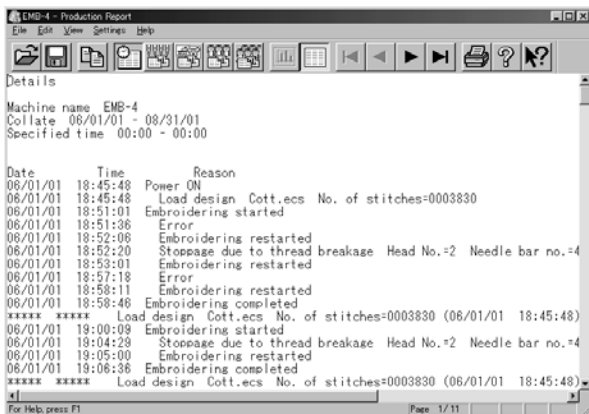 EMB-4 - Production Report
File Edit View Settings Help
Details
Machine name EMB-4
Collate 06/01/01 - 08/31/01
Specified time 00:00 - 00:00
Date Time Reason
06/01/01 18:45:48 Power ON
06/01/01 18:45:48 Load design Cott.ecs No. of stitches=0003830
06/01/01 18:51:01 Embroidering started
06/01/01 18:51:36 Error
06/01/01 18:52:06 Embroidering restarted
06/01/01 18:52:20 Stoppage due to thread breakage Head No.=2 Needle bar no.=4
06/01/01 18:53:01 Embroidering restarted
06/01/01 18:57:18 Error
06/01/01 18:58:11 Embroidering restarted
06/01/01 18:58:46 Embroidering completed
***** ***** Load design Cott.ecs No. of stitches=0003830 (06/01/01 18:45:48)
06/01/01 19:00:09 Embroidering started
06/01/01 19:04:29 Stoppage due to thread breakage Head No.=2 Needle bar no.=4
06/01/01 19:05:00 Embroidering restarted
06/01/01 19:06:36 Embroidering completed
***** ***** Load design Cott.ecs No. of stitches=0003830 (06/01/01 18:45:48)
For Help, press F1 Page 1/11